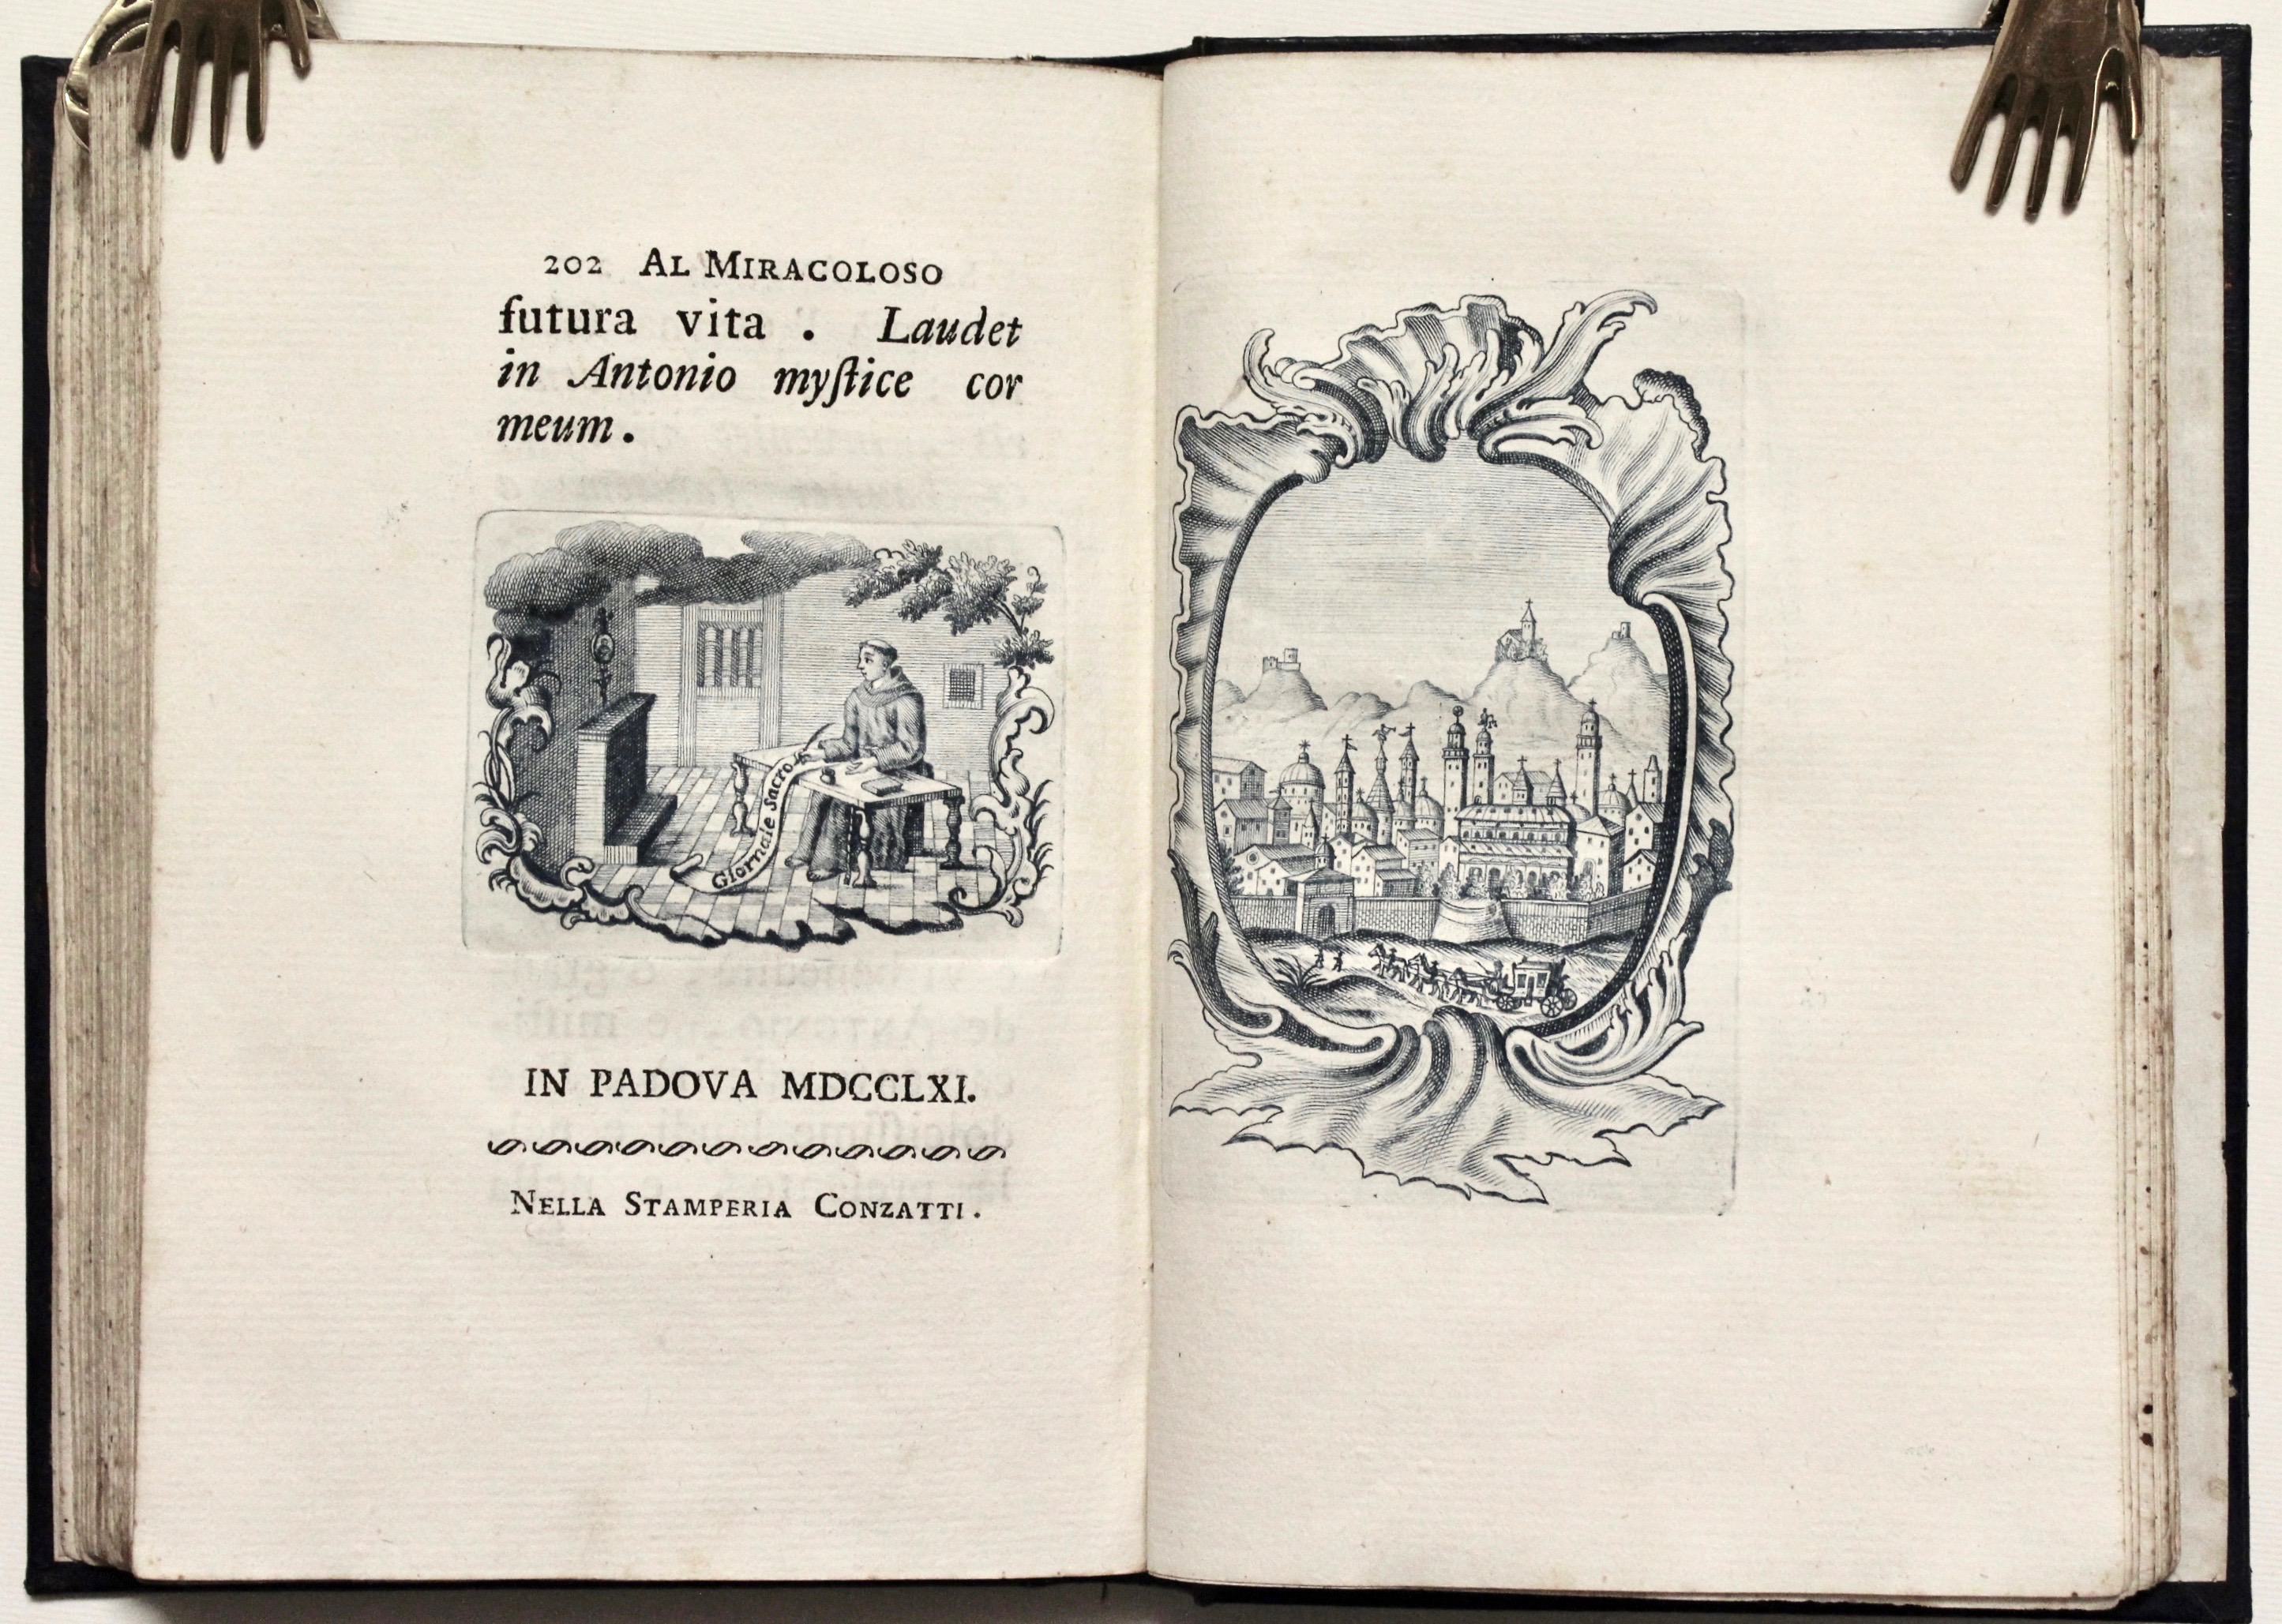 202 AL MIRACOLOSO
futura vita . Laudet
in Antonio myſtice cor
meum .
Giornale Sacro
IN PADOVA MDCCLXI.
NELLA STAMPERIA CONZATTI .